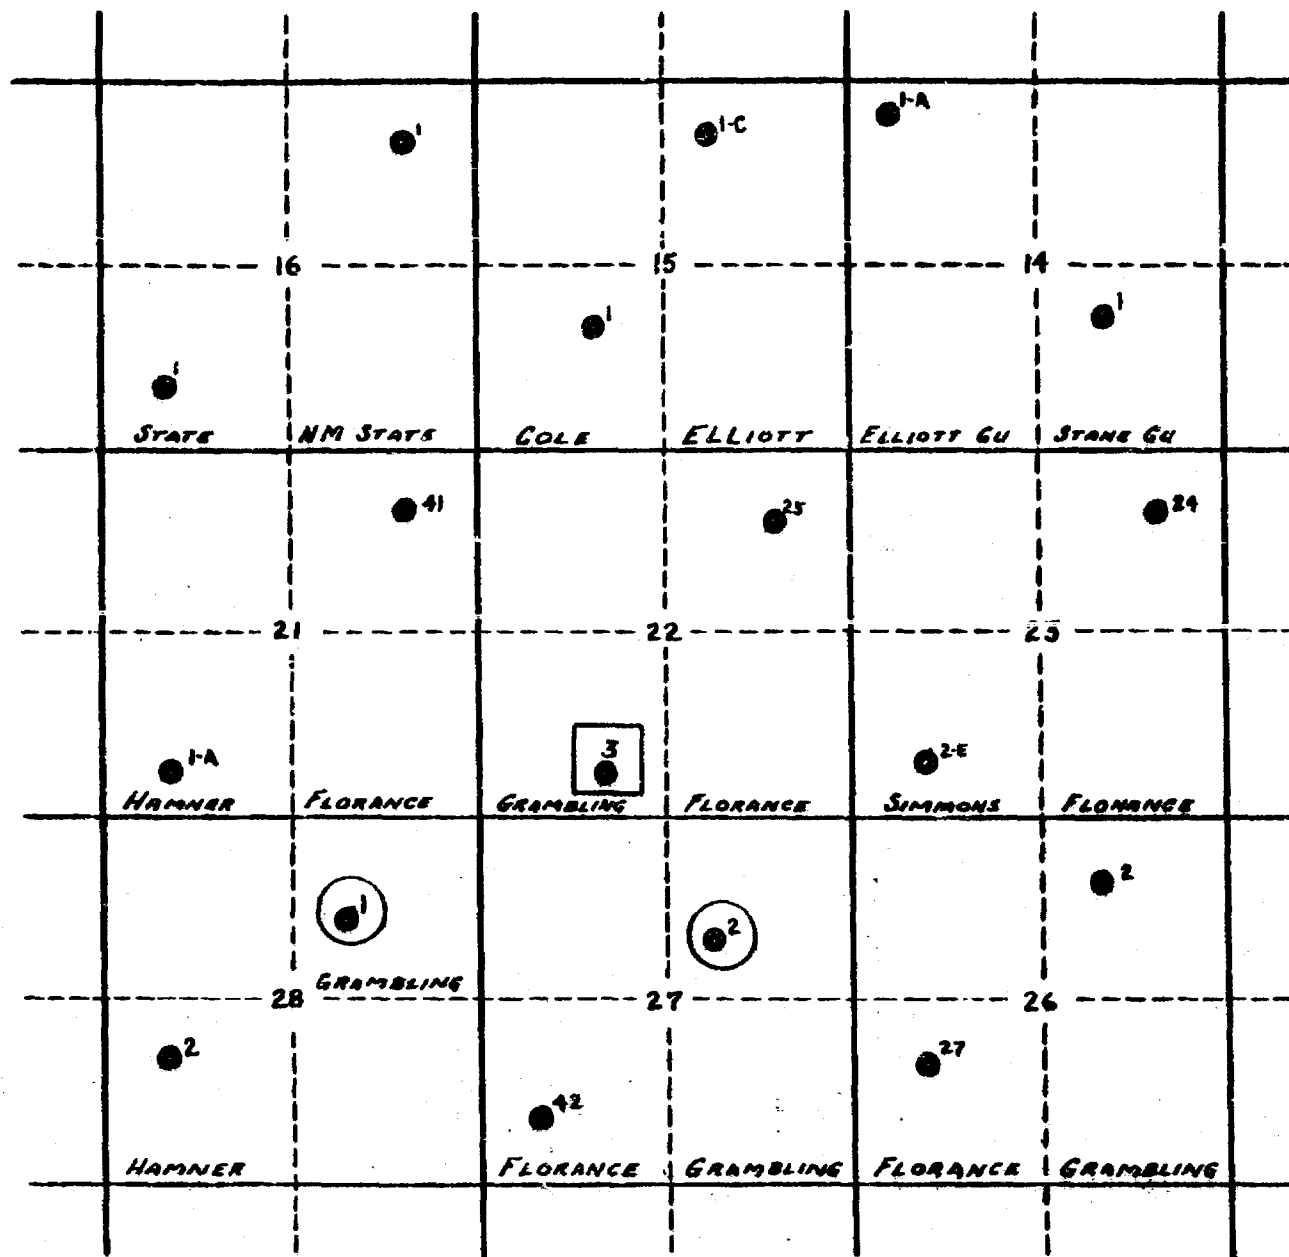 1
1-C
1-A
16
15
14
1
1
1
STATE
NM STATE
COLE
ELLIOTT
ELLIOTT GU
STANE GU
41
25
24
21
22
23
1-A
3
2-E
HAMNER
FLORANCE
GRAMBLING
FLORANCE
SIMMONS
FLORANCE
1
2
2
GRAMBLING
28
27
26
2
27
42
HAMNER
FLORANCE
GRAMBLING
FLORANCE
GRAMBLING